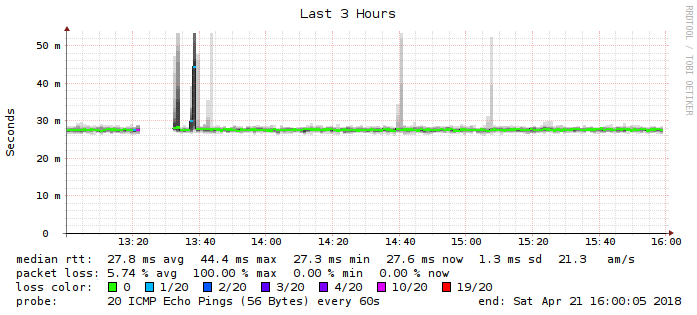 Last 3 Hours
RRDTOOL / TOBI OETIKER
Seconds
50 m
40 m
30 m
20 m
10 m
0
13:20 13:40 14:00 14:20 14:40 15:00 15:20 15:40 16:00
median rtt: 27.8 ms avg 44.4 ms max 27.3 ms min 27.6 ms now 1.3 ms sd 21.3 am/s
packet loss: 5.74 % avg 100.00 % max 0.00 % min 0.00 % now
loss color: 0 1/20 2/20 3/20 4/20 10/20 19/20
probe: 20 ICMP Echo Pings (56 Bytes) every 60s end: Sat Apr 21 16:00:05 2018